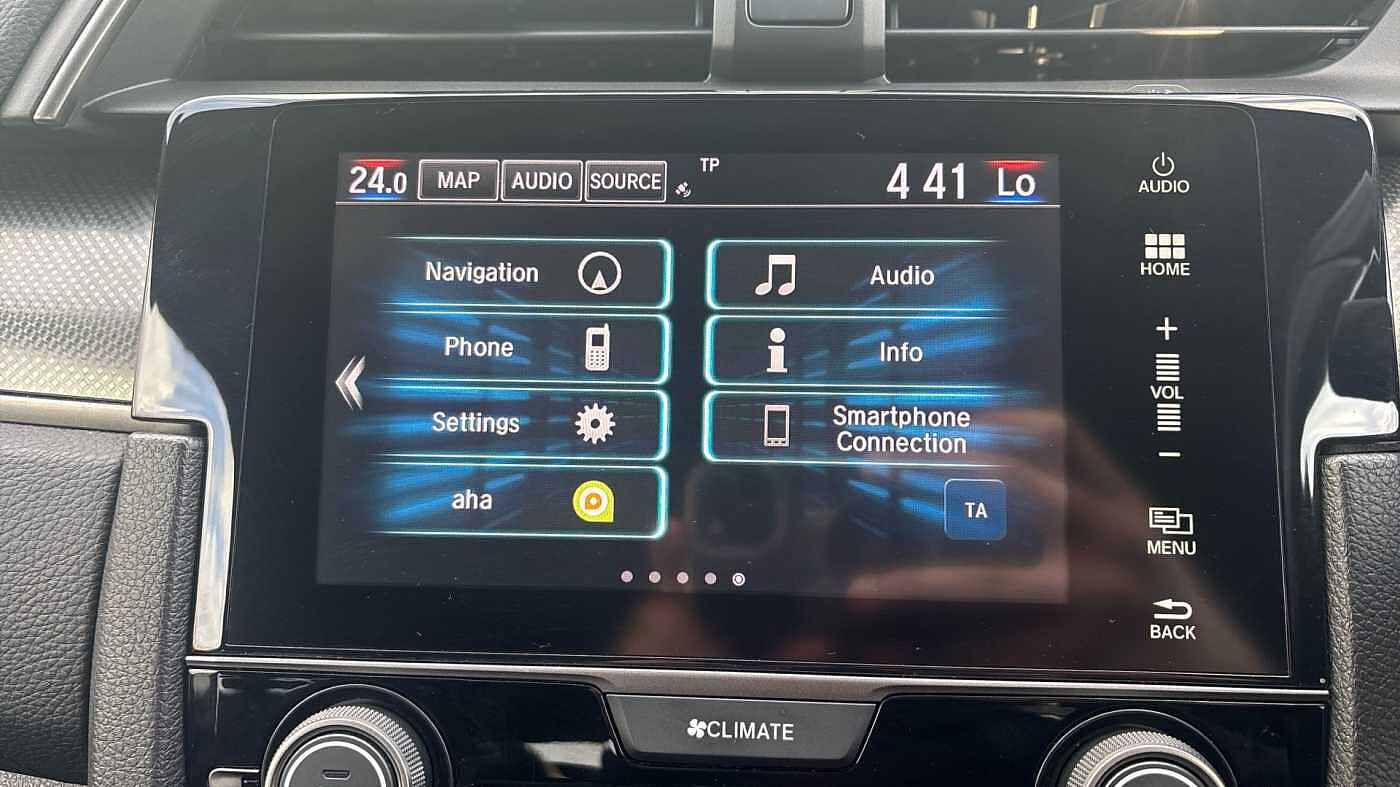 24.0 MAP AUDIO SOURCE TP 4 41 Lo
Navigation
Audio
Phone
Info
Settings
Smartphone
Connection
aha
TA
AUDIO
HOME
+
VOL
−
MENU
BACK
CLIMATE